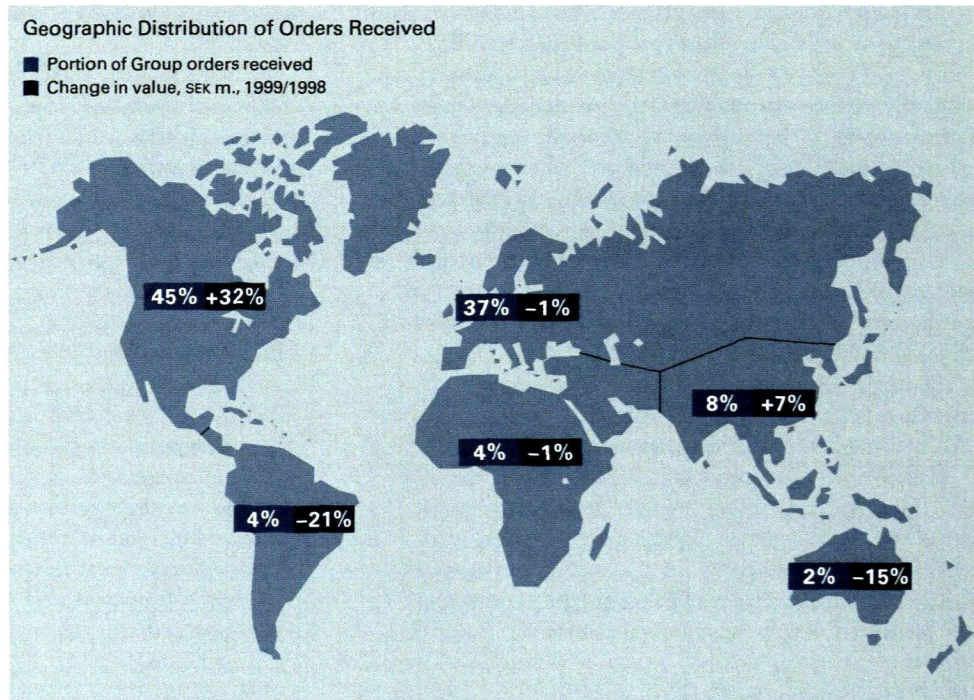 Geographic Distribution of Orders Received
Portion of Group orders received
Change in value, SEK m., 1999/1998
45% +32%
37% –1%
8% +7%
4% –1%
4% –21%
2% –15%